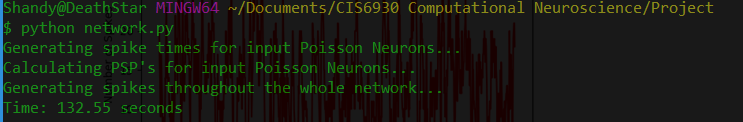 Shandy@DeathStar MINGW64 ~/Documents/CIS6930 Computational Neuroscience/Project
$ python network.py
Generating spike times for input Poisson Neurons...
Calculating PSP's for input Poisson Neurons...
Generating spikes throughout the whole network...
Time: 132.55 seconds